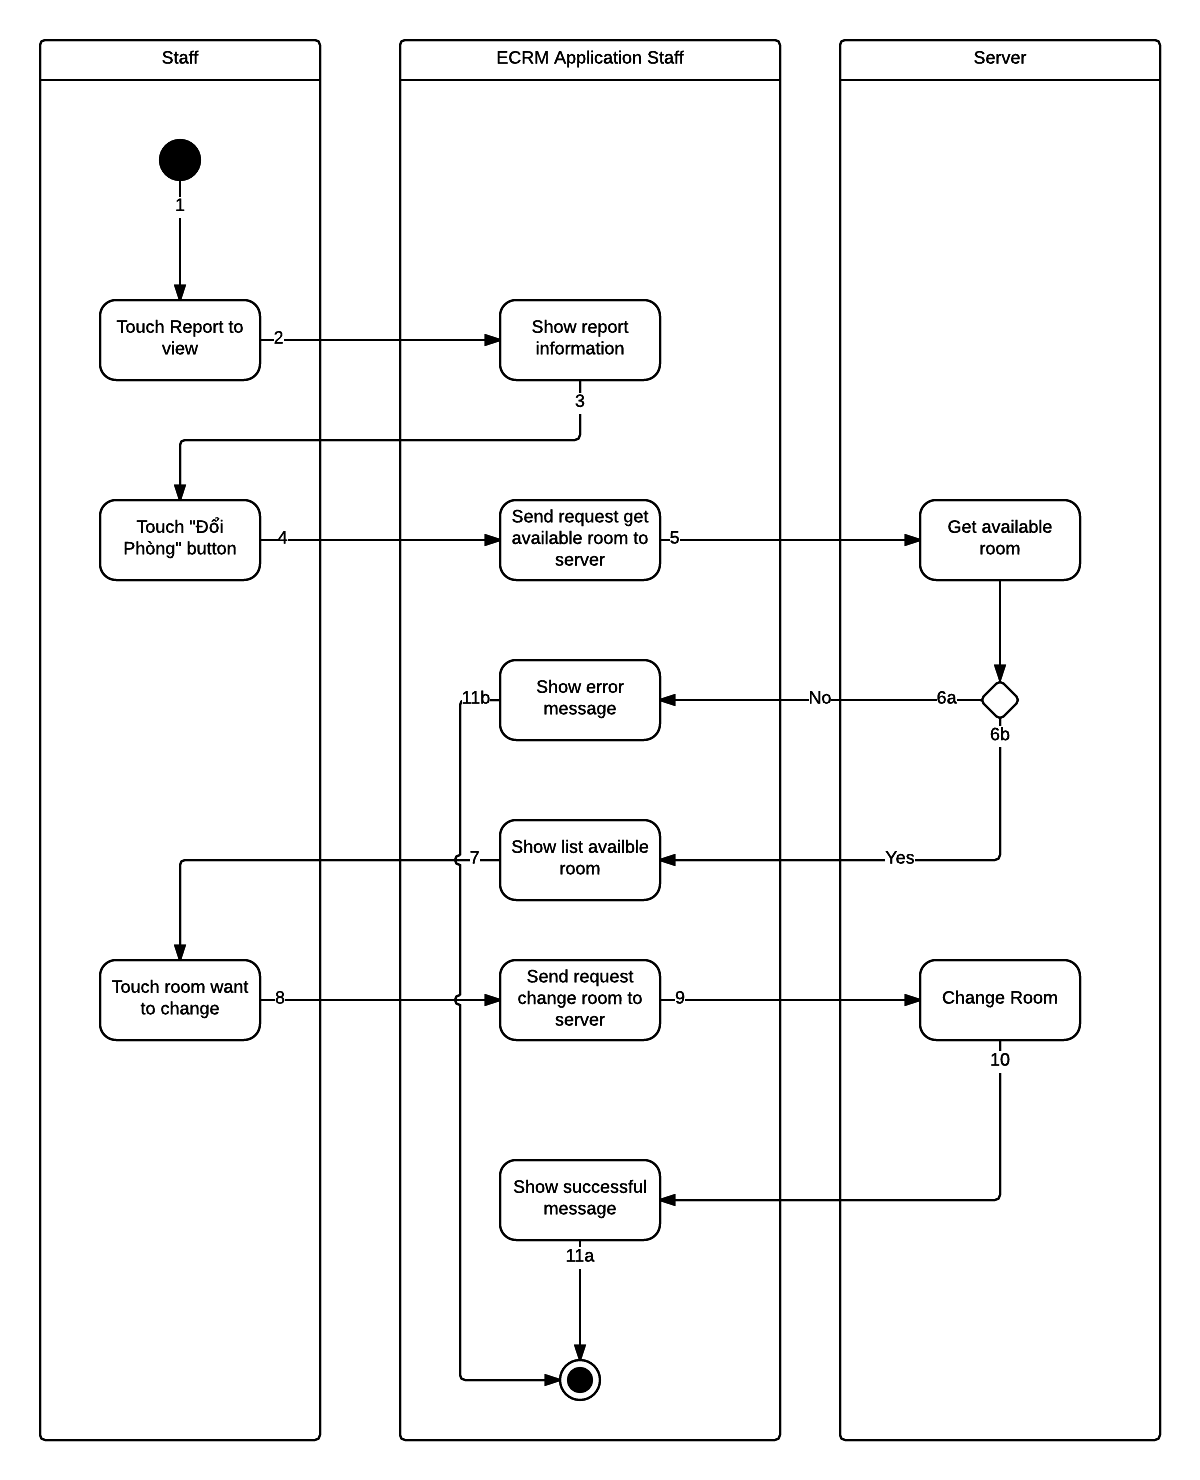 Staff
ECRM Application Staff
Server
1
Touch Report to
view
2
Show report
information
3
Touch "Đổi
Phòng" button
4
Send request get
available room to
server
5
Get available
room
11b
Show error
message
No
6a
6b
7
Show list availble
room
Yes
Touch room want
to change
8
Send request
change room to
server
9
Change Room
10
Show successful
message
11a